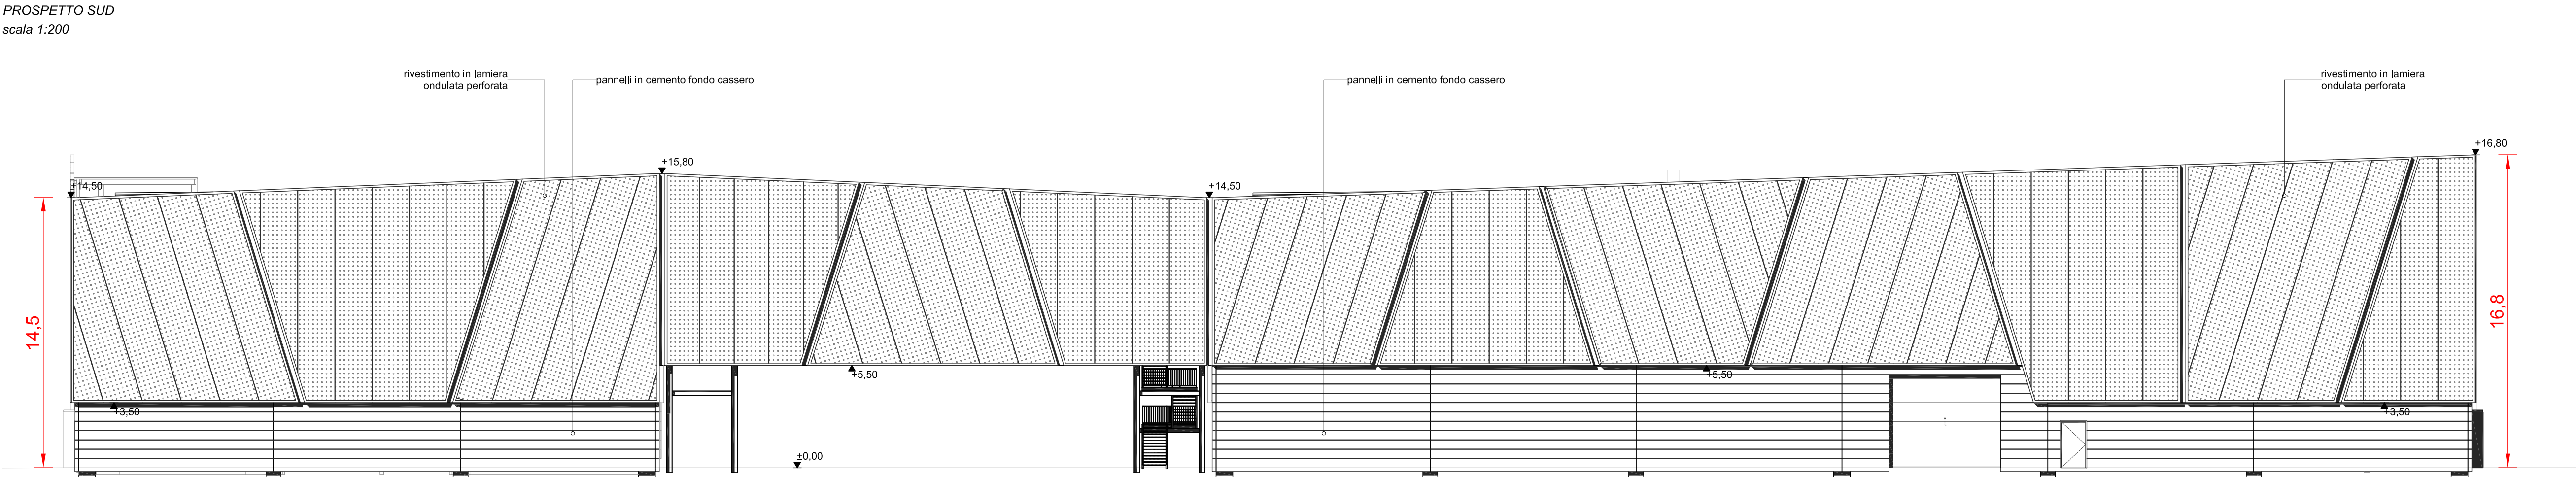 PROSPETTO SUD
scala 1:200
rivestimento in lamiera
ondulata perforata
pannelli in cemento fondo cassero
pannelli in cemento fondo cassero
rivestimento in lamiera
ondulata perforata
+14,50
+15,80
+14,50
+16,80
14,5
16,8
+3,50
+5,50
+5,50
+3,50
±0,00